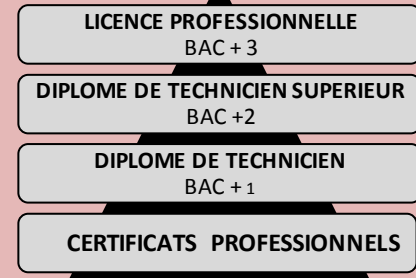 LICENCE PROFESSIONNELLE
BAC + 3
DIPLOME DE TECHNICIEN SUPERIEUR
BAC +2
DIPLOME DE TECHNICIEN
BAC + 1
CERTIFICATS PROFESSIONNELS